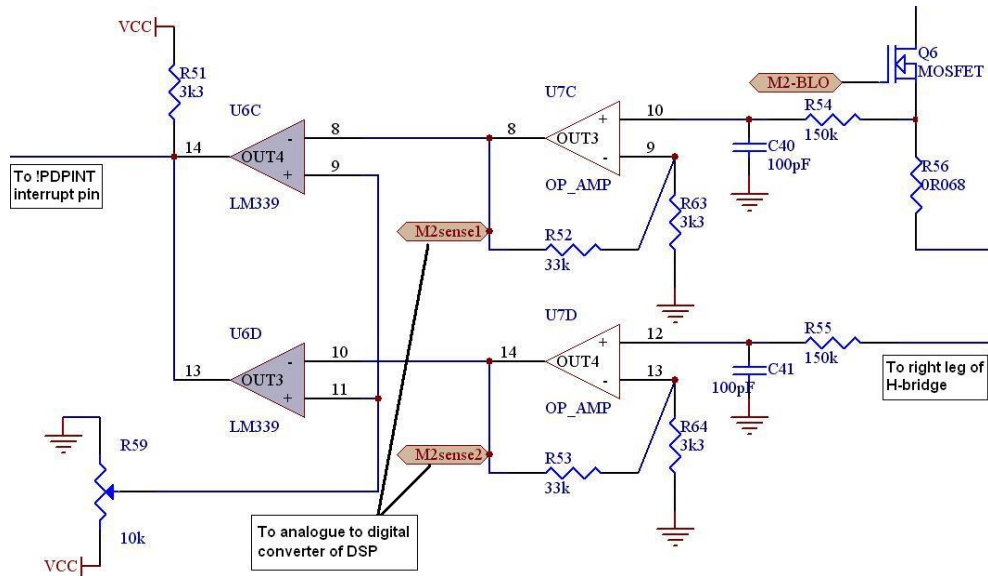 VCC
R51
3k3
U6C
14
OUT4
-
+
8
9
LM339
To !PDPINT
interrupt pin
U7C
8
OUT3
+
-
10
9
OP_AMP
M2-BLO
Q6
MOSFET
R54
150k
C40
100pF
R56
0R068
R63
3k3
M2sense1
R52
33k
U6D
13
OUT3
-
+
10
11
LM339
U7D
14
OUT4
+
-
12
13
OP_AMP
R55
150k
C41
100pF
To right leg of
H-bridge
R64
3k3
M2sense2
R53
33k
R59
10k
VCC
To analogue to digital
converter of DSP